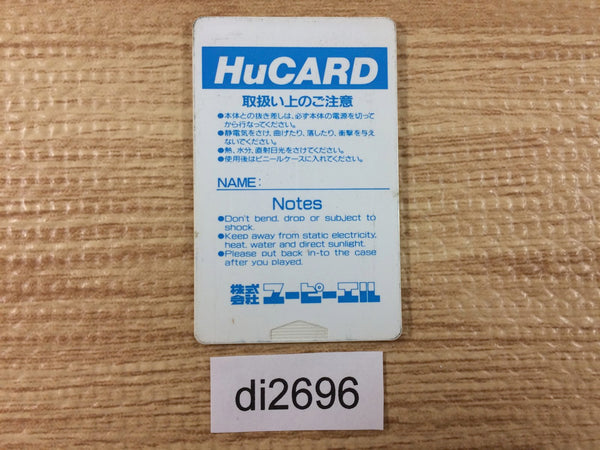 HuCARD
取扱い上のご注意
●本体との抜き差しは、必ず本体の電源を切って
から行なってください。
●静電気をさけ、曲げたり、落したり、衝撃を与え
ないでください。
●熱、水分、直射日光をさけてください。
●使用後はビニールケースに入れてください。
NAME:
Notes
●Don't bend, drop or subject to
shock.
●Keep away from static electricity,
heat, water and direct sunlight.
●Please put back in-to the case
after you played.
株式会社 ユーピーエル
di2696